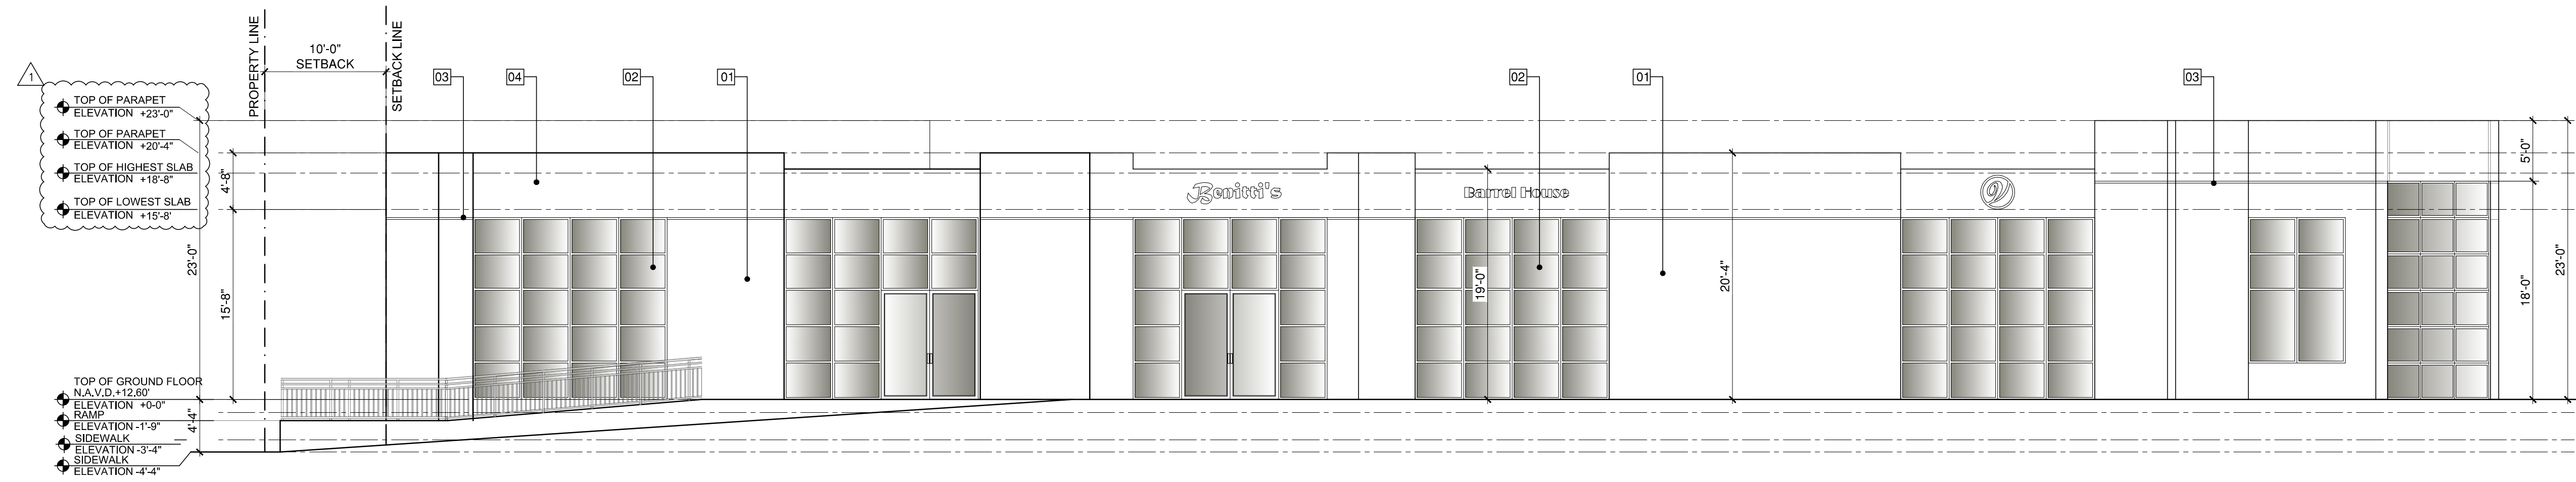 PROPERTY LINE
10'-0"
SETBACK
SETBACK LINE
1
03
04
02
01
02
01
03
TOP OF PARAPET
ELEVATION +23'-0"
TOP OF PARAPET
ELEVATION +20'-4"
TOP OF HIGHEST SLAB
ELEVATION +18'-8"
TOP OF LOWEST SLAB
ELEVATION +15'-8'
4'-8"
23'-0"
15'-8"
Benitti's
Barrel House
19'-0"
20'-4"
5'-0"
18'-0"
23'-0"
TOP OF GROUND FLOOR
N.A.V.D.+12,60'
ELEVATION +0-0"
RAMP
ELEVATION -1'-9"
SIDEWALK
ELEVATION -3'-4"
SIDEWALK
ELEVATION -4'-4"
4'-4"